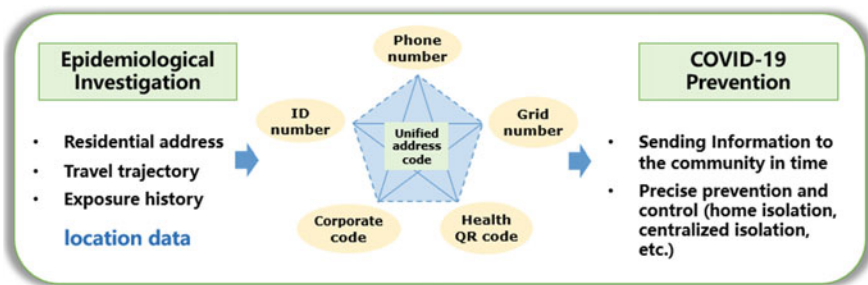 Epidemiological
Investigation
• Residential address
• Travel trajectory
• Exposure history
location data
Phone
number
ID
number
Grid
number
Unified
address
code
Corporate
code
Health
QR code
COVID-19
Prevention
• Sending Information to
the community in time
• Precise prevention and
control (home isolation,
centralized isolation,
etc.)